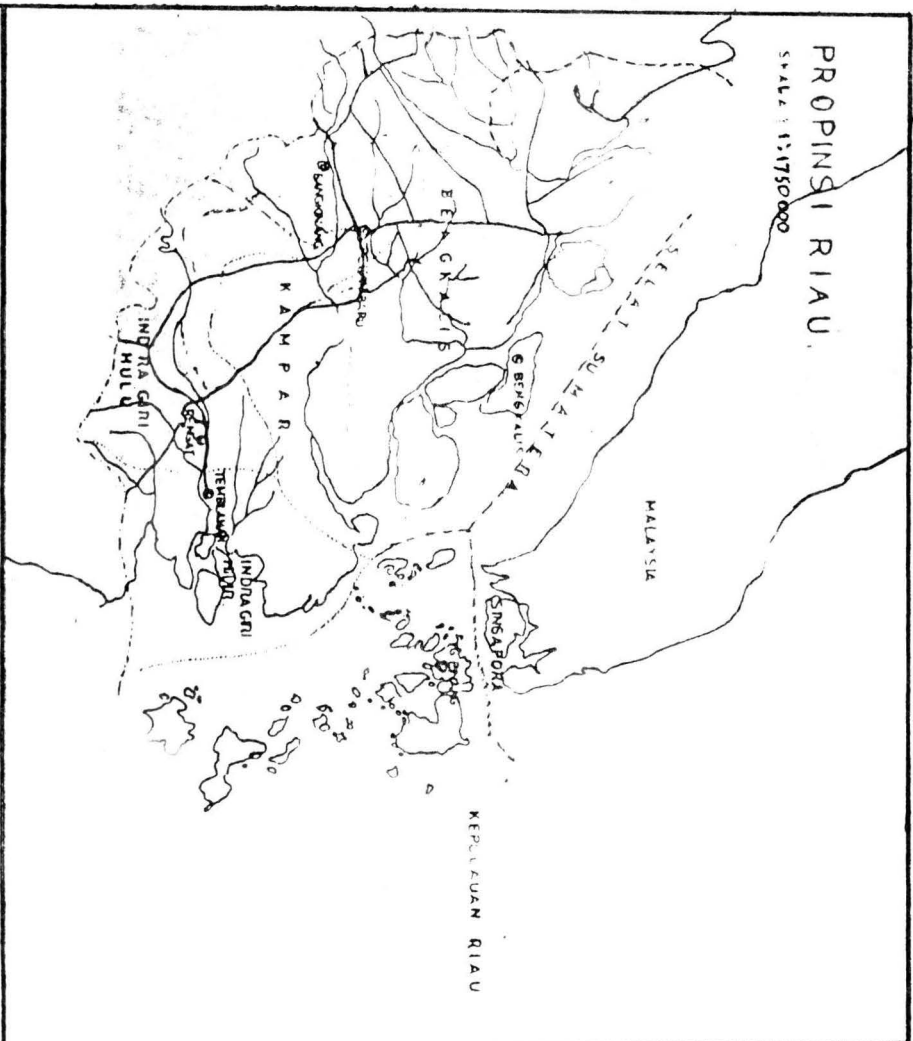 PROPINSI RIAU.
SKALA 1:1750000
MALAYSIA
SELAT SUMATERA
SINGAPORA
BENGKALIS
KEPULAUAN RIAU
BENGKALIS
KAMPAR
RENGAT
TEMBILAHAN
INDRAGIRI
HILIR
INDRAGIRI
HULU